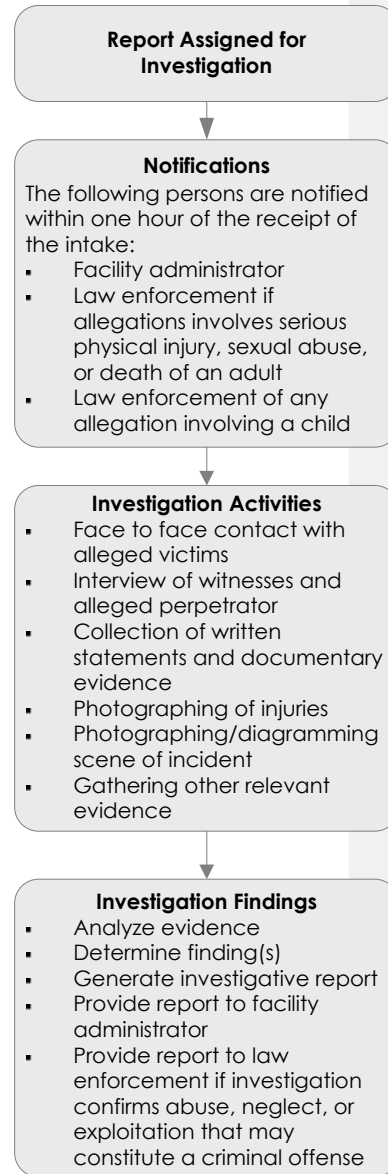 Report Assigned for
Investigation
Notifications
The following persons are notified
within one hour of the receipt of
the intake:
▪ Facility administrator
▪ Law enforcement if
allegations involves serious
physical injury, sexual abuse,
or death of an adult
▪ Law enforcement of any
allegation involving a child
Investigation Activities
▪ Face to face contact with
alleged victims
▪ Interview of witnesses and
alleged perpetrator
▪ Collection of written
statements and documentary
evidence
▪ Photographing of injuries
▪ Photographing/diagramming
scene of incident
▪ Gathering other relevant
evidence
Investigation Findings
▪ Analyze evidence
▪ Determine finding(s)
▪ Generate investigative report
▪ Provide report to facility
administrator
▪ Provide report to law
enforcement if investigation
confirms abuse, neglect, or
exploitation that may
constitute a criminal offense